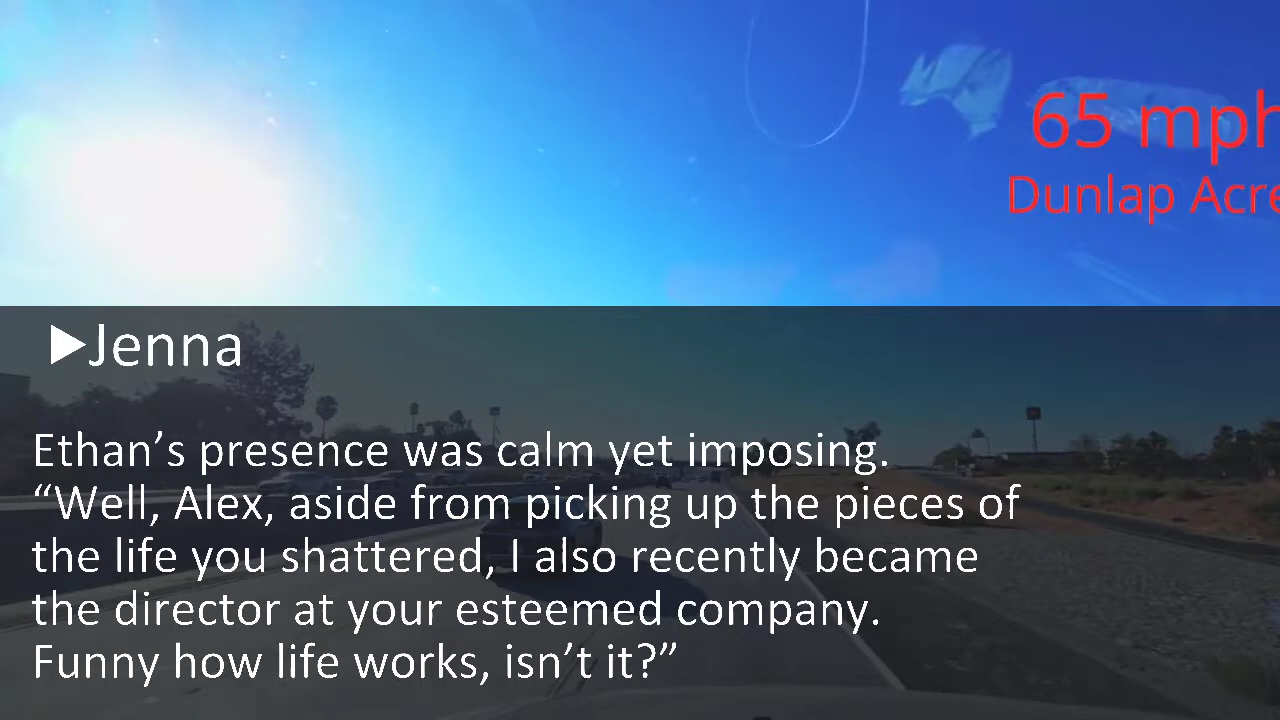 65 mph
Dunlap Acre
▶Jenna
Ethan’s presence was calm yet imposing.
“Well, Alex, aside from picking up the pieces of
the life you shattered, I also recently became
the director at your esteemed company.
Funny how life works, isn’t it?”